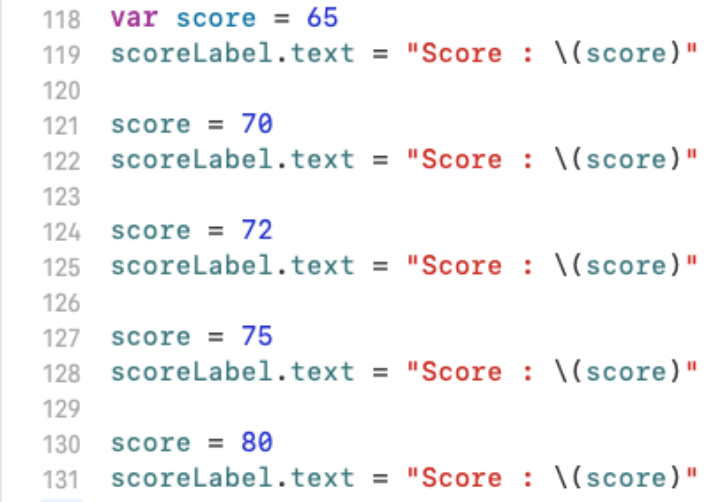 118 var score = 65
119 scoreLabel.text = "Score : \(score)"
120
121 score = 70
122 scoreLabel.text = "Score : \(score)"
123
124 score = 72
125 scoreLabel.text = "Score : \(score)"
126
127 score = 75
128 scoreLabel.text = "Score : \(score)"
129
130 score = 80
131 scoreLabel.text = "Score : \(score)"